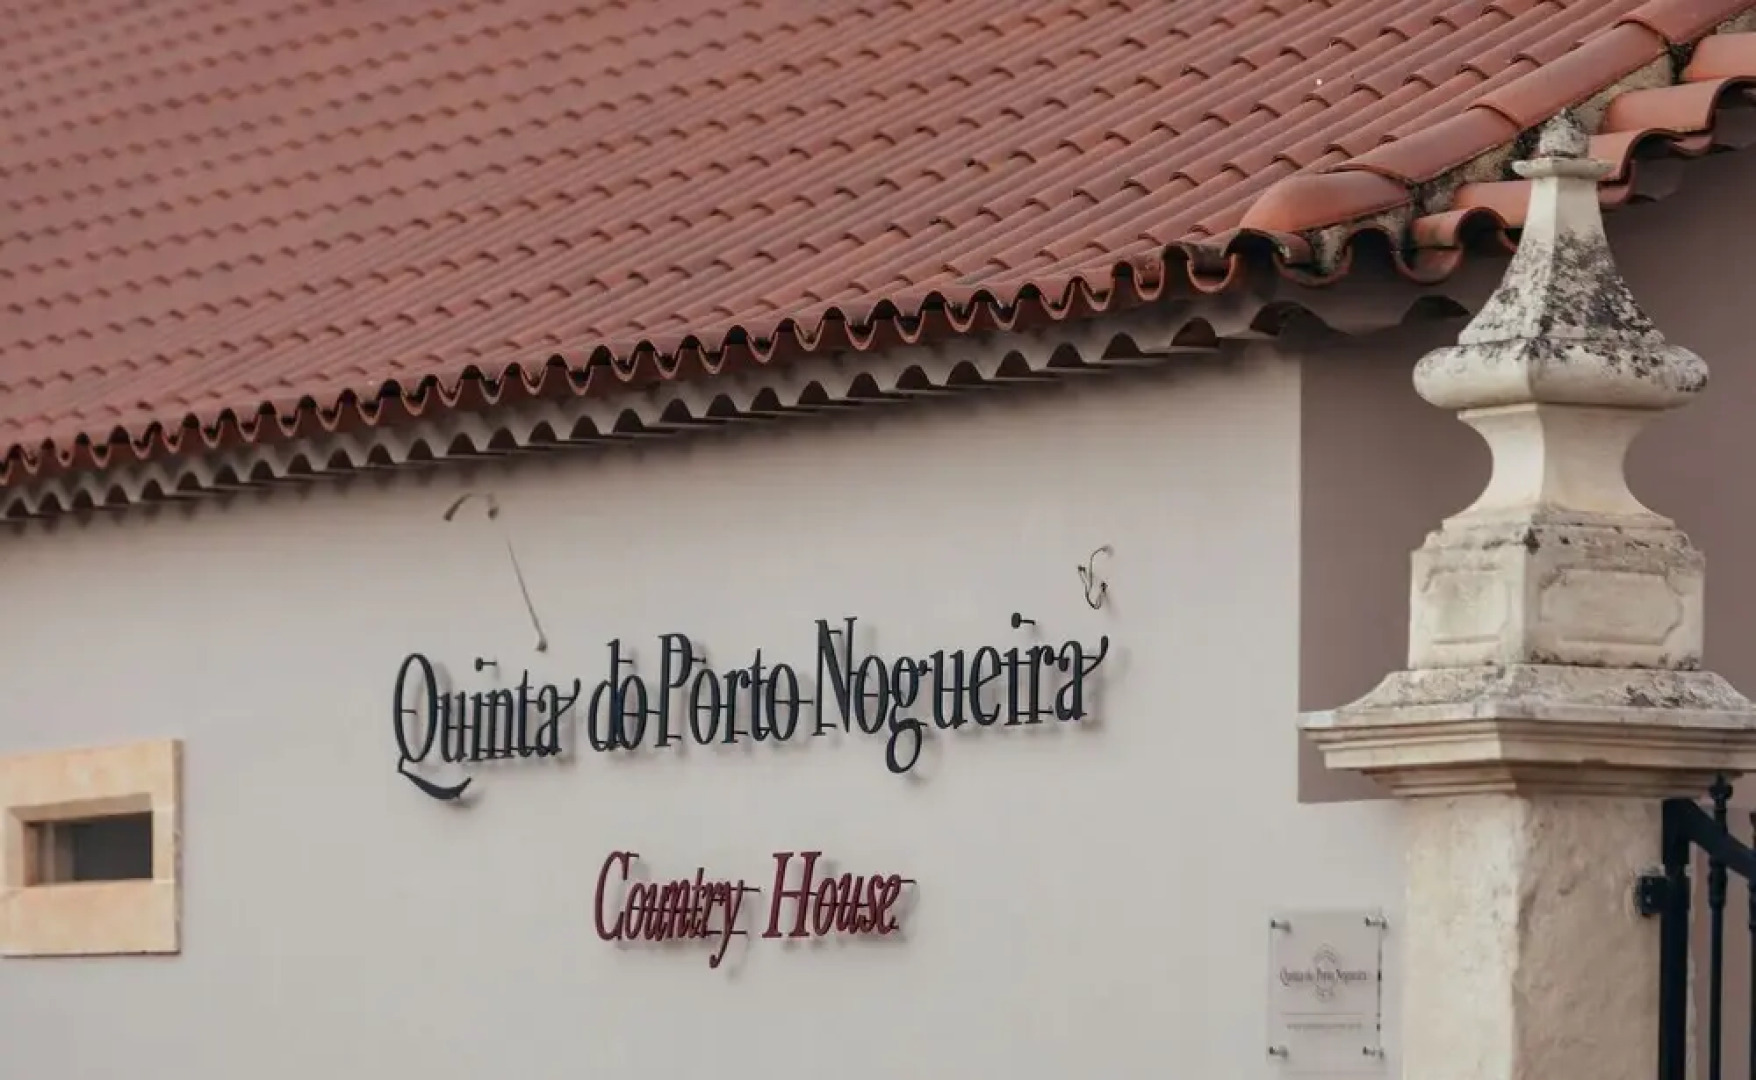 Quinta do Porto Nogueira
Country House
Quinta do Porto Nogueira